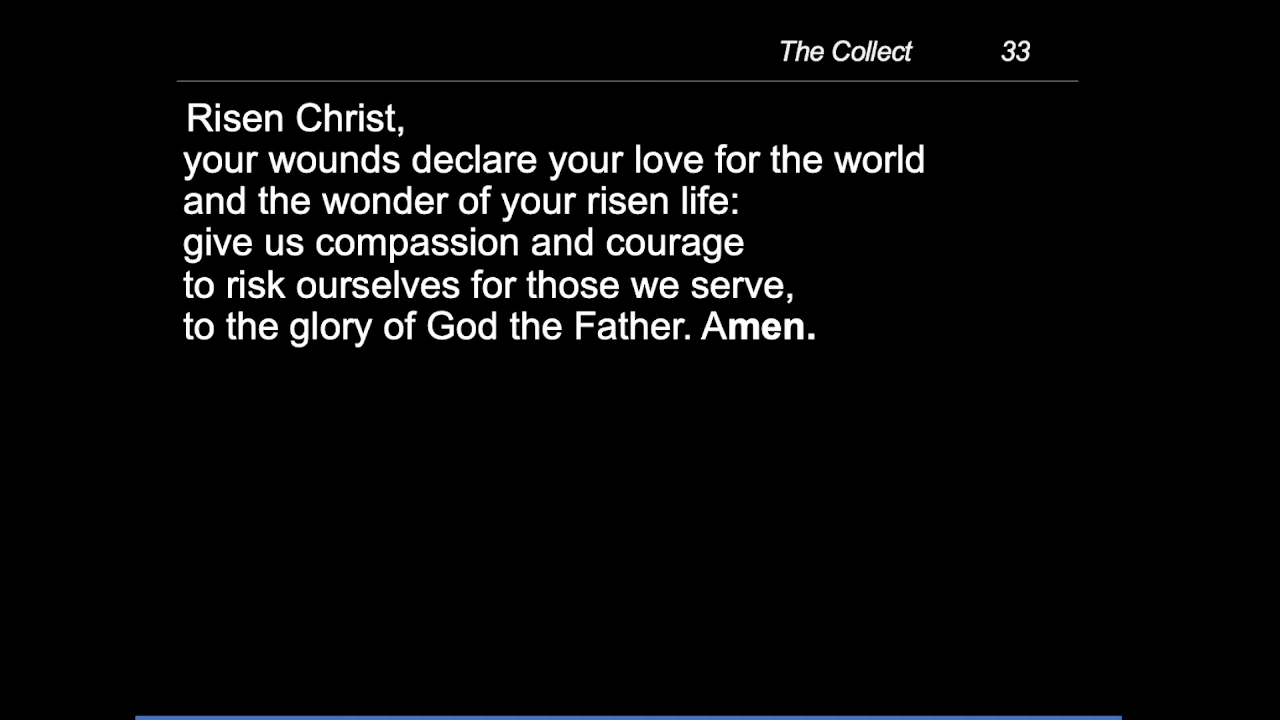 The Collect 33
Risen Christ,
your wounds declare your love for the world
and the wonder of your risen life:
give us compassion and courage
to risk ourselves for those we serve,
to the glory of God the Father. Amen.